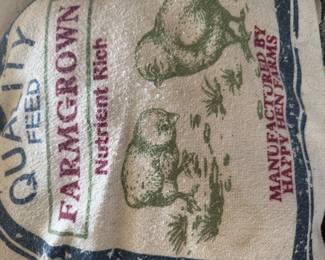 QUALITY
FEED
FARMGROWN
Nutrient Rich
MANUFACTURED BY
HAPPY HEN FARMS